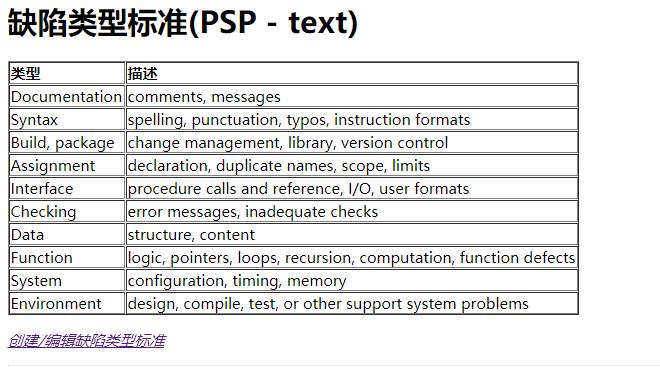 缺陷类型标准(PSP - text)
类型 描述
Documentation comments, messages
Syntax spelling, punctuation, typos, instruction formats
Build, package change management, library, version control
Assignment declaration, duplicate names, scope, limits
Interface procedure calls and reference, I/O, user formats
Checking error messages, inadequate checks
Data structure, content
Function logic, pointers, loops, recursion, computation, function defects
System configuration, timing, memory
Environment design, compile, test, or other support system problems
创建/编辑缺陷类型标准